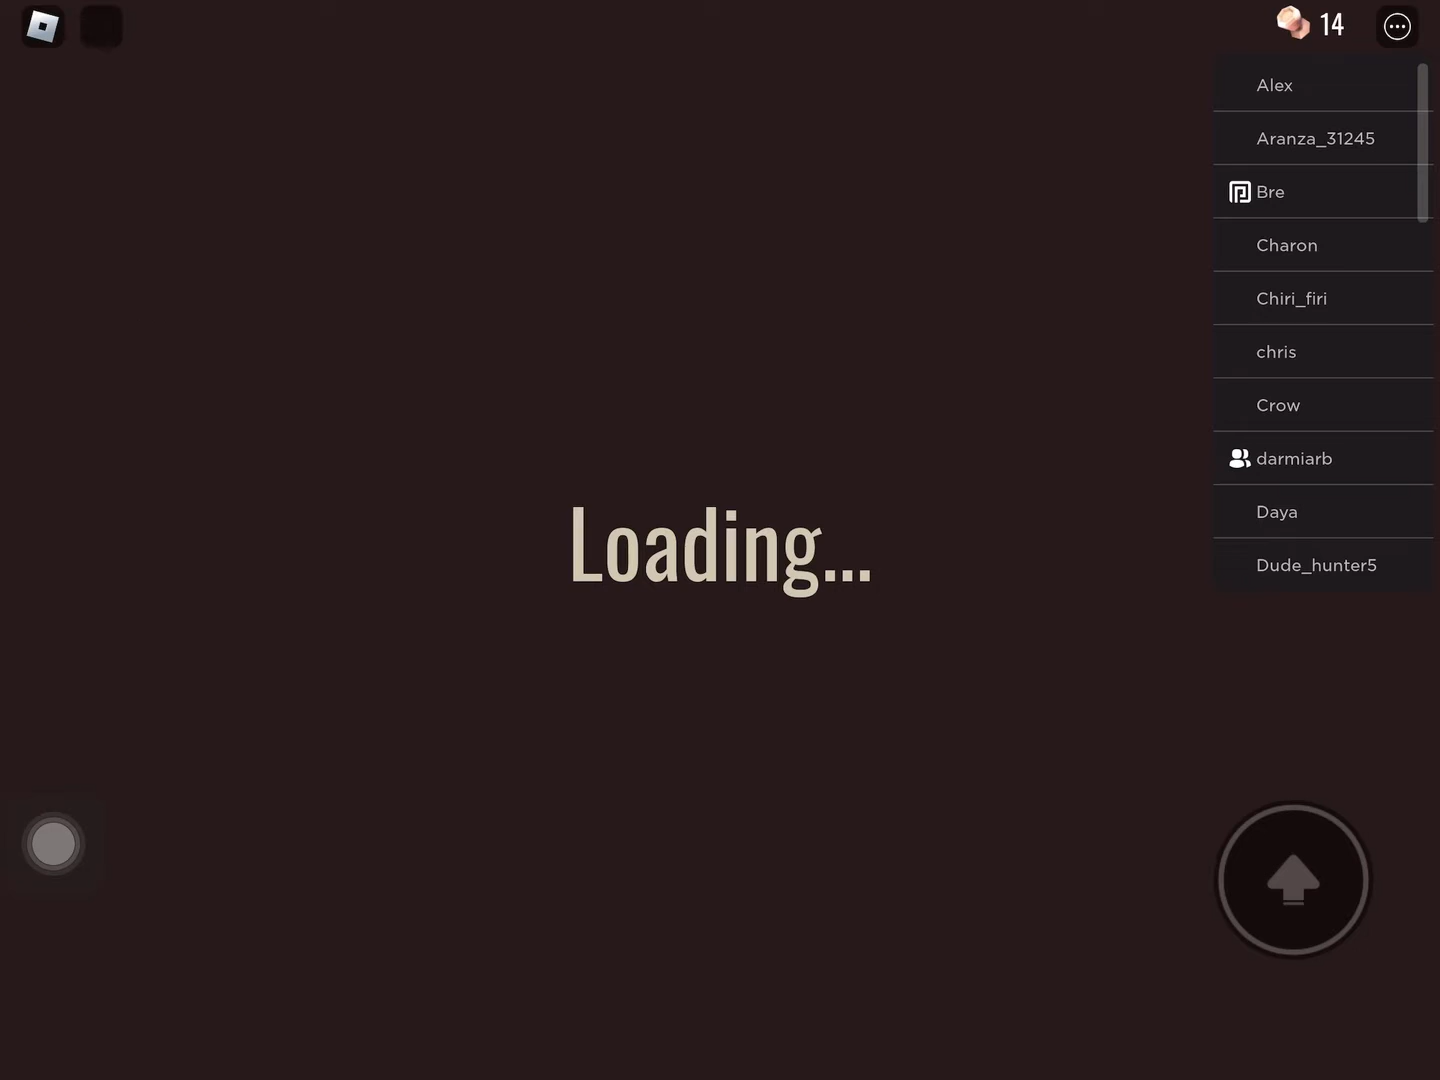 14
Alex
Aranza_31245
Bre
Charon
Chiri_firi
chris
Crow
darmiarb
Daya
Dude_hunter5
Loading...